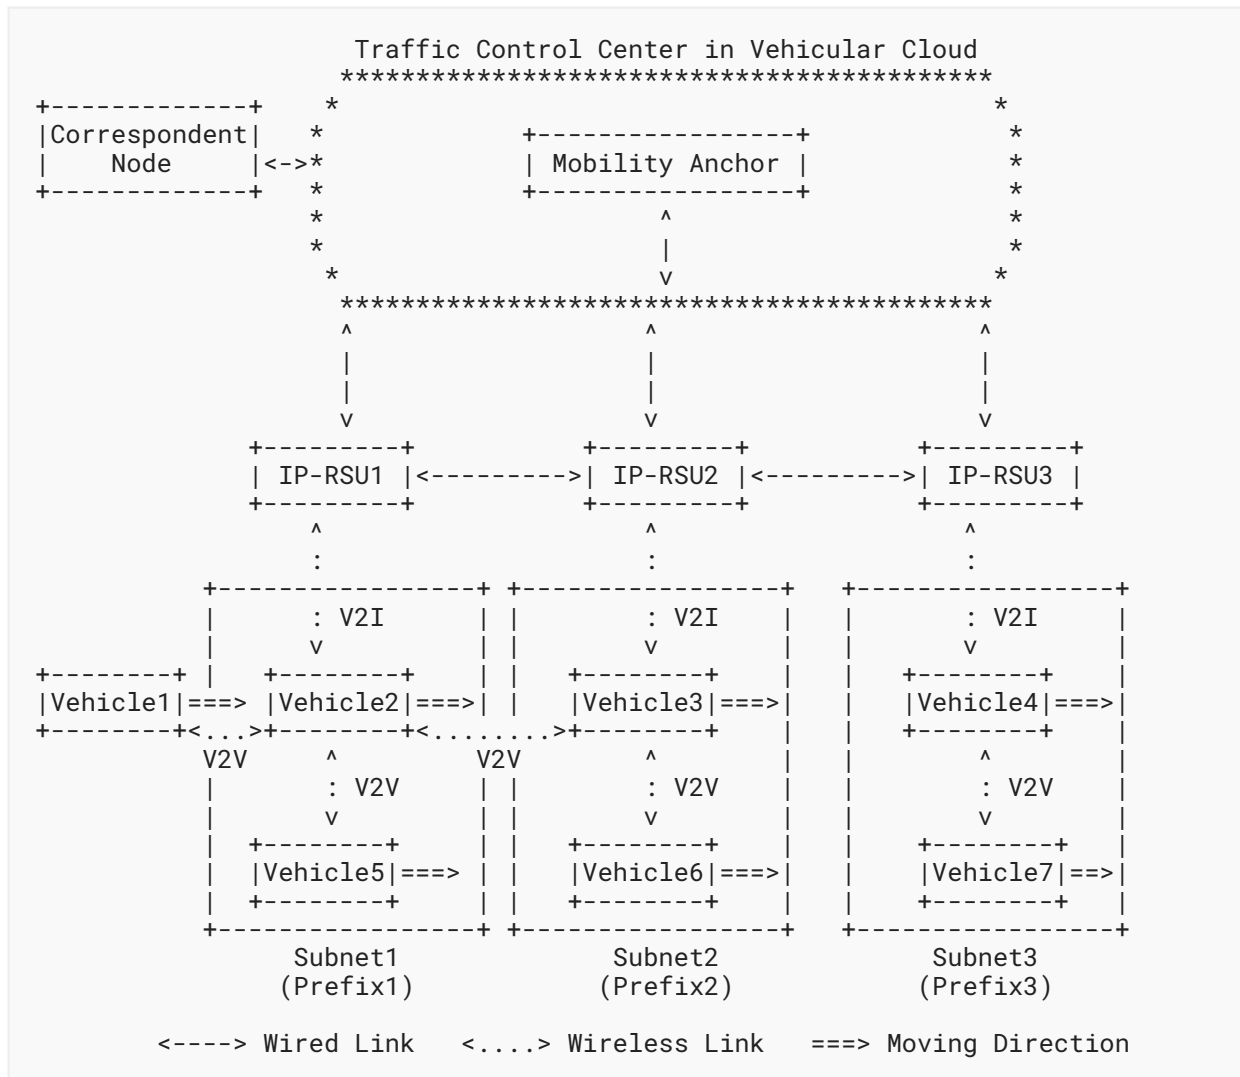 Traffic Control Center in Vehicular Cloud
                    *******************************************
+-------------+    *                                            *
|Correspondent|   *             +-----------------+              *
|    Node     |<->*             | Mobility Anchor |              *
+-------------+   *             +-----------------+              *
                  *                      ^                       *
                  *                      |                       *
                   *                     v                      *
                    *******************************************
                    ^                   ^                     ^
                    |                   |                     |
                    |                   |                     |
                    v                   v                     v
              +---------+           +---------+           +---------+
              | IP-RSU1 |<--------->| IP-RSU2 |<--------->| IP-RSU3 |
              +---------+           +---------+           +---------+
                  ^                     ^                    ^
                  :                     :                    :
           +-----------------+ +-----------------+   +-----------------+
           |      : V2I      | |        : V2I    |   |       : V2I     |
           |      v          | |        v        |   |       v         |
+--------+ |   +--------+    | |   +--------+    |   |   +--------+    |
|Vehicle1|===> |Vehicle2|===>| |   |Vehicle3|===>|   |   |Vehicle4|===>|
+--------+<...>+--------+<........>+--------+    |   |   +--------+    |
           V2V     ^         V2V        ^        |   |        ^        |
           |       : V2V     | |        : V2V    |   |        : V2V    |
           |       v         | |        v        |   |        v        |
           |  +--------+     | |   +--------+    |   |    +--------+   |
           |  |Vehicle5|===> | |   |Vehicle6|===>|   |    |Vehicle7|==>|
           |  +--------+     | |   +--------+    |   |    +--------+   |
           +-----------------+ +-----------------+   +-----------------+
                 Subnet1              Subnet2              Subnet3
                (Prefix1)            (Prefix2)            (Prefix3)

        <----> Wired Link   <....> Wireless Link   ===> Moving Direction